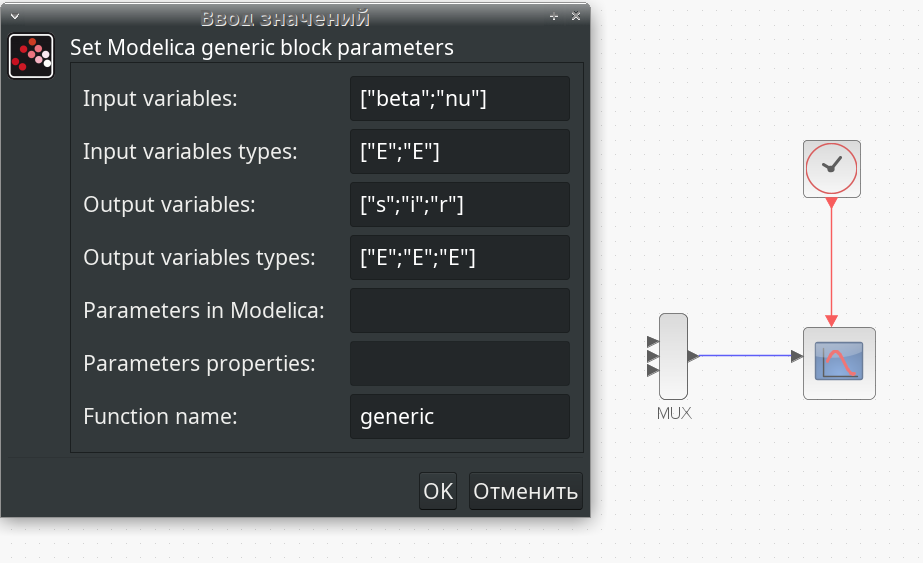 Ввод значений
Set Modelica generic block parameters
Input variables: ["beta";"nu"]
Input variables types: ["E";"E"]
Output variables: ["s";"i";"r"]
Output variables types: ["E";"E";"E"]
Parameters in Modelica:
Parameters properties:
Function name: generic
OK Отменить
MUX